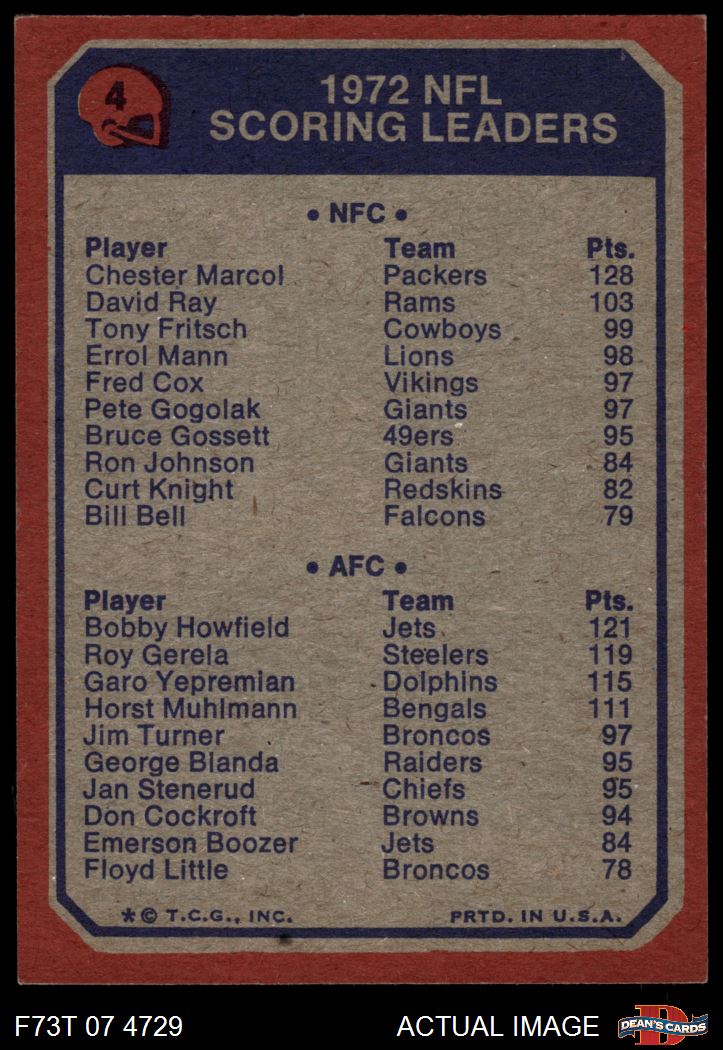 4
1972 NFL
SCORING LEADERS
• NFC •
Player Team Pts.
Chester Marcol Packers 128
David Ray Rams 103
Tony Fritsch Cowboys 99
Errol Mann Lions 98
Fred Cox Vikings 97
Pete Gogolak Giants 97
Bruce Gossett 49ers 95
Ron Johnson Giants 84
Curt Knight Redskins 82
Bill Bell Falcons 79
• AFC •
Player Team Pts.
Bobby Howfield Jets 121
Roy Gerela Steelers 119
Garo Yepremian Dolphins 115
Horst Muhlmann Bengals 111
Jim Turner Broncos 97
George Blanda Raiders 95
Jan Stenerud Chiefs 95
Don Cockroft Browns 94
Emerson Boozer Jets 84
Floyd Little Broncos 78
*© T.C.G., INC. PRTD. IN U.S.A.
F73T 07 4729 ACTUAL IMAGE D DEAN'S CARDS